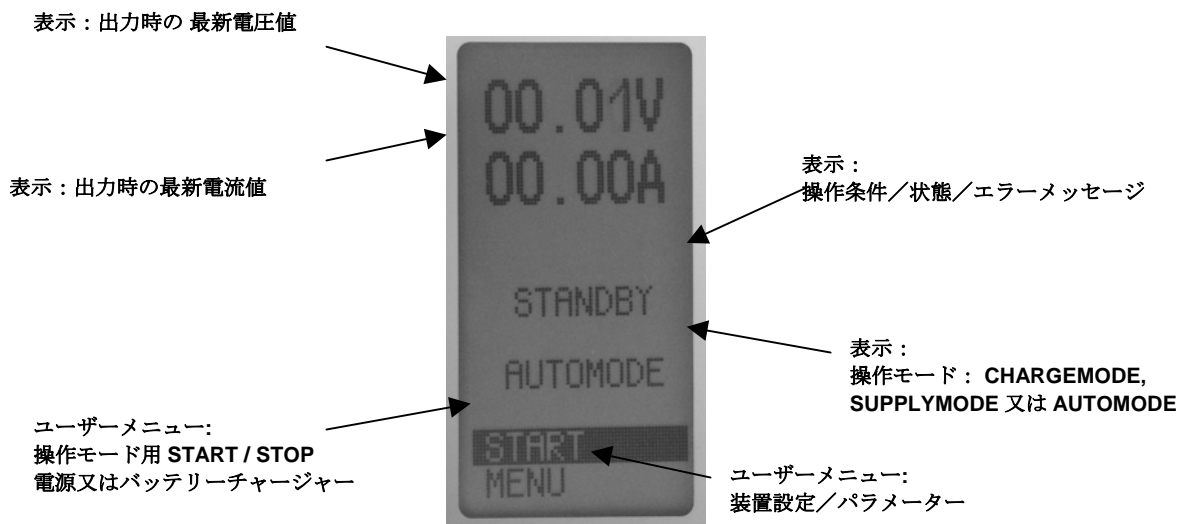 表示：出力時の 最新電圧値
00.01V
00.00A
表示：出力時の最新電流値
表示：
操作条件／状態／エラーメッセージ
STANDBY
表示：
操作モード： CHARGEMODE,
SUPPLYMODE 又は AUTOMODE
AUTOMODE
ユーザーメニュー:
操作モード用 START / STOP
電源又はバッテリーチャージャー
START
MENU
ユーザーメニュー:
装置設定／パラメーター